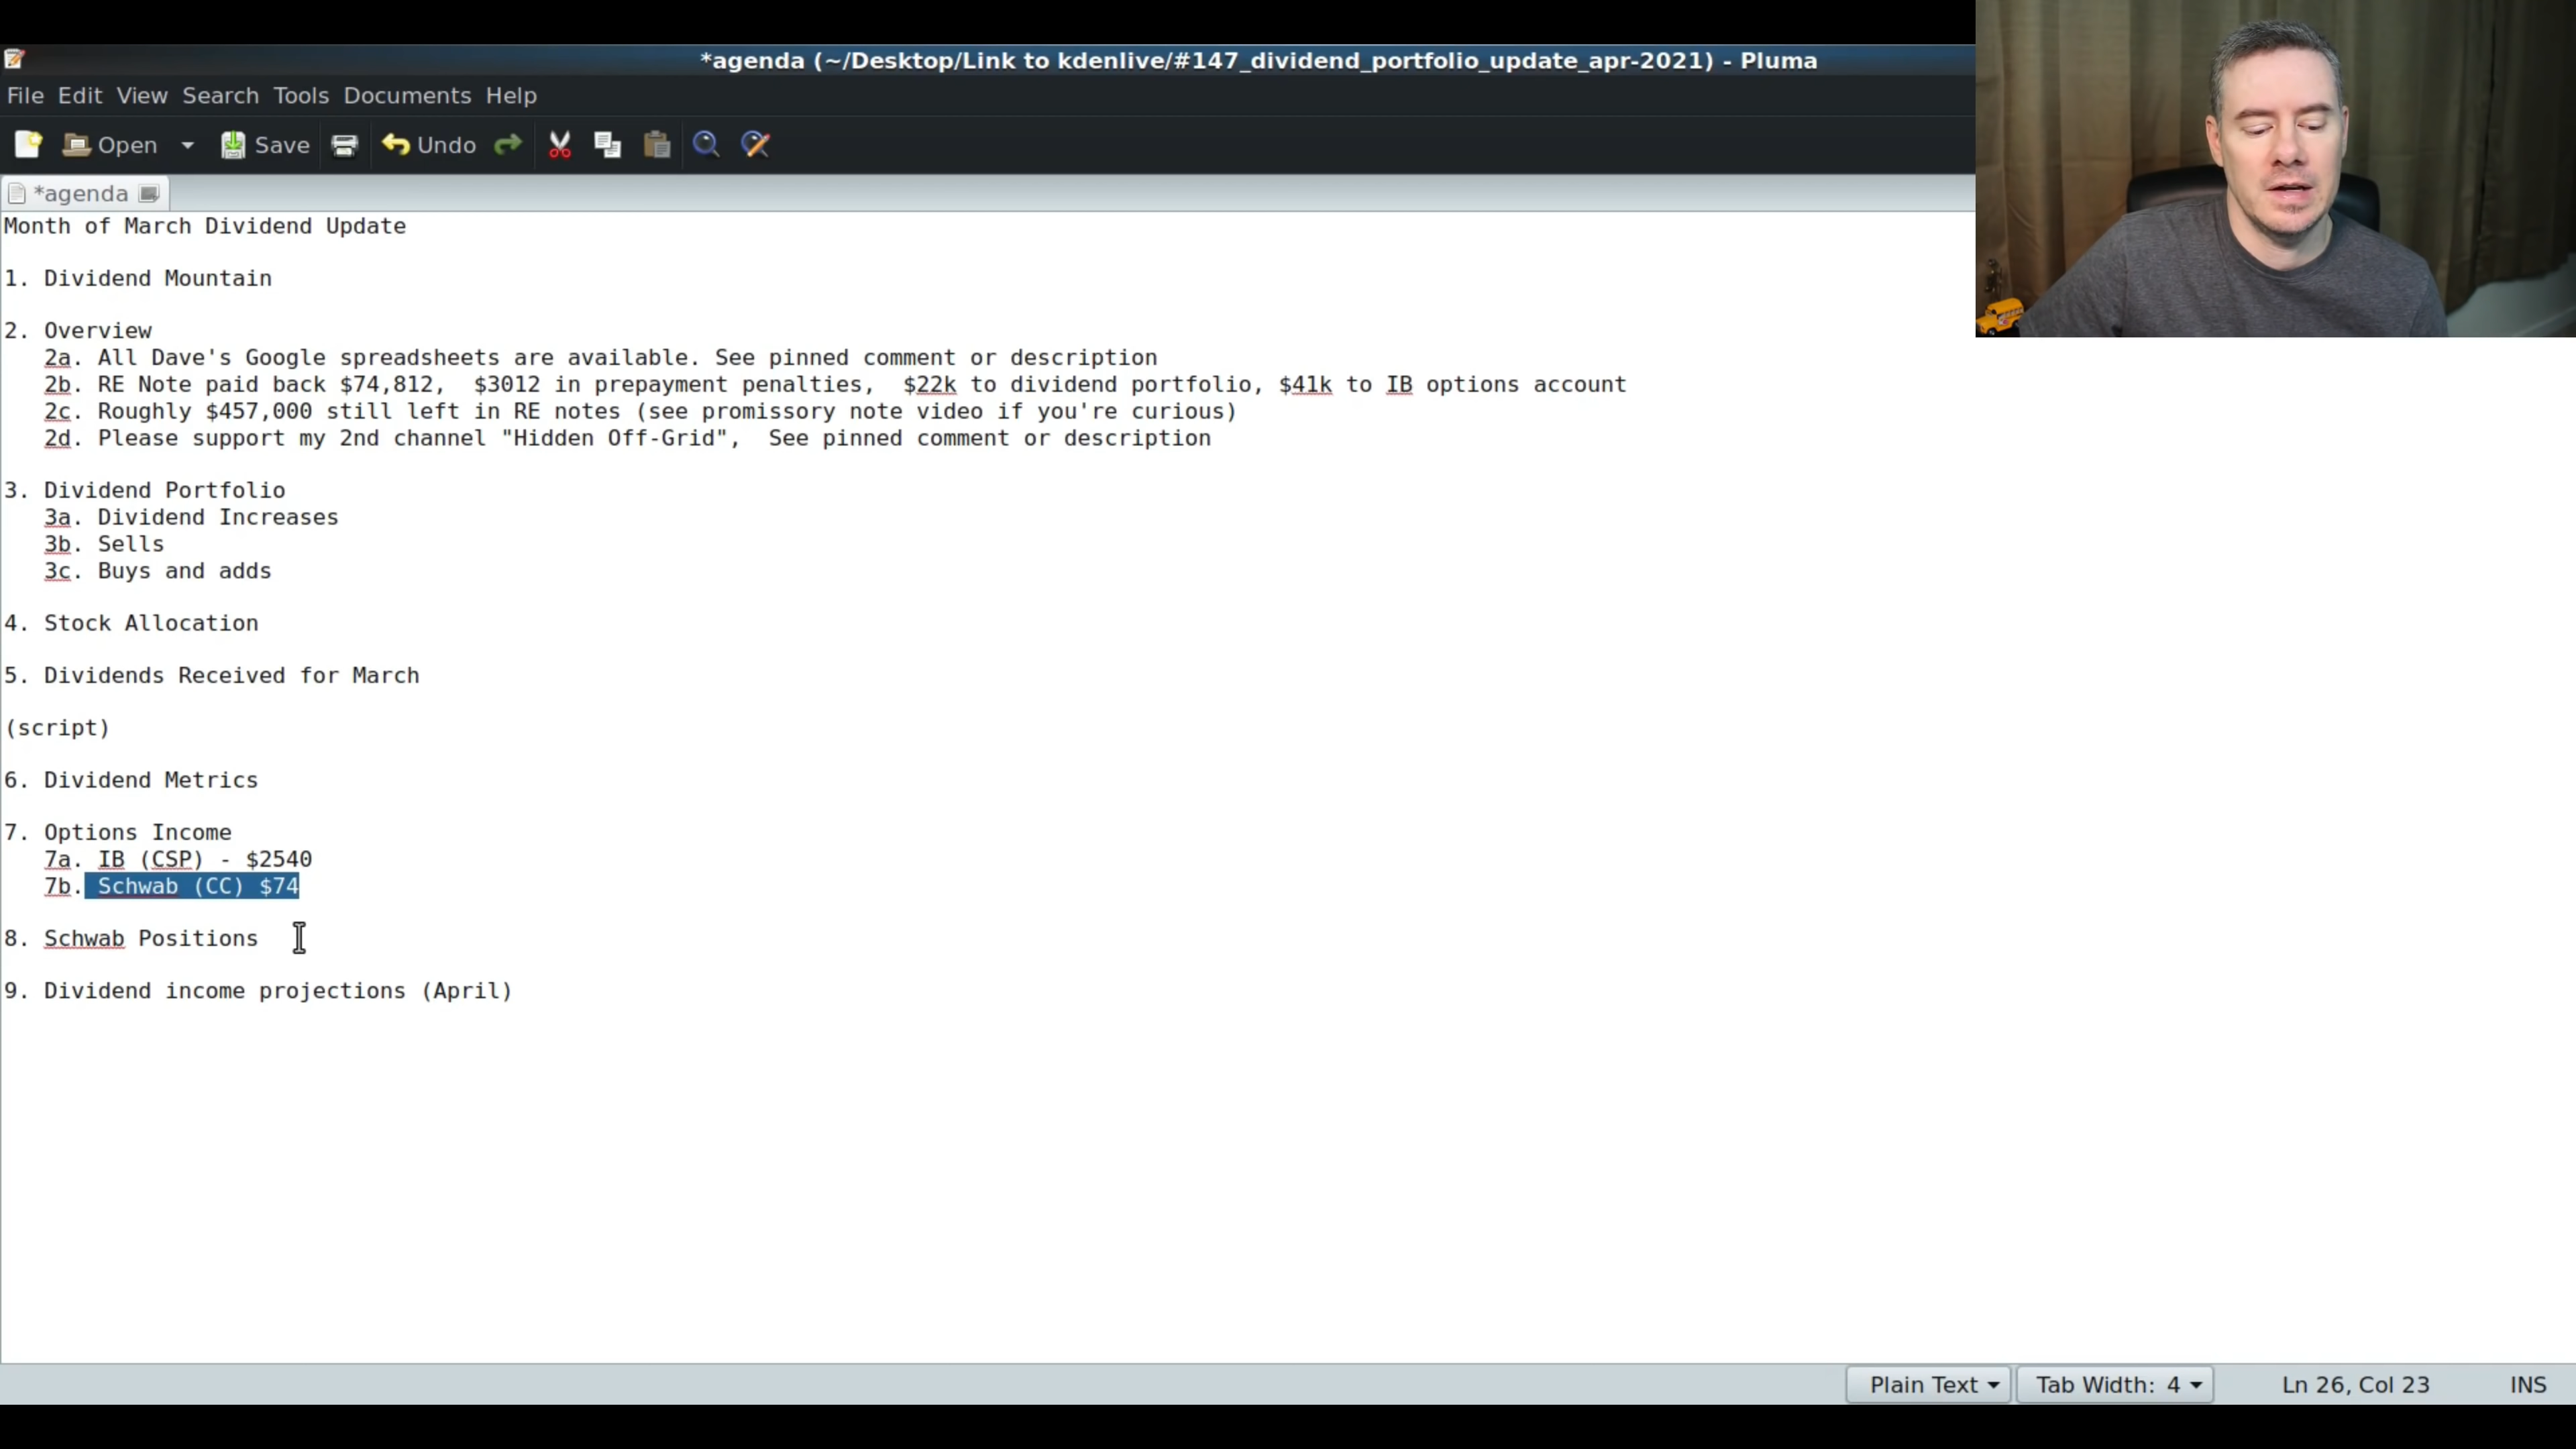 *agenda (~/Desktop/Link to kdenlive/#147_dividend_portfolio_update_apr-2021) - Pluma
File Edit View Search Tools Documents Help
Open Save Undo
*agenda
Month of March Dividend Update
1. Dividend Mountain
2. Overview
2a. All Dave's Google spreadsheets are available. See pinned comment or description
2b. RE Note paid back $74,812,  $3012 in prepayment penalties,  $22k to dividend portfolio, $41k to IB options account
2c. Roughly $457,000 still left in RE notes (see promissory note video if you're curious)
2d. Please support my 2nd channel "Hidden Off-Grid",  See pinned comment or description
3. Dividend Portfolio
3a. Dividend Increases
3b. Sells
3c. Buys and adds
4. Stock Allocation
5. Dividends Received for March
(script)
6. Dividend Metrics
7. Options Income
7a. IB (CSP) - $2540
7b. Schwab (CC) $74
8. Schwab Positions
9. Dividend income projections (April)
Plain Text Tab Width: 4 Ln 26, Col 23 INS